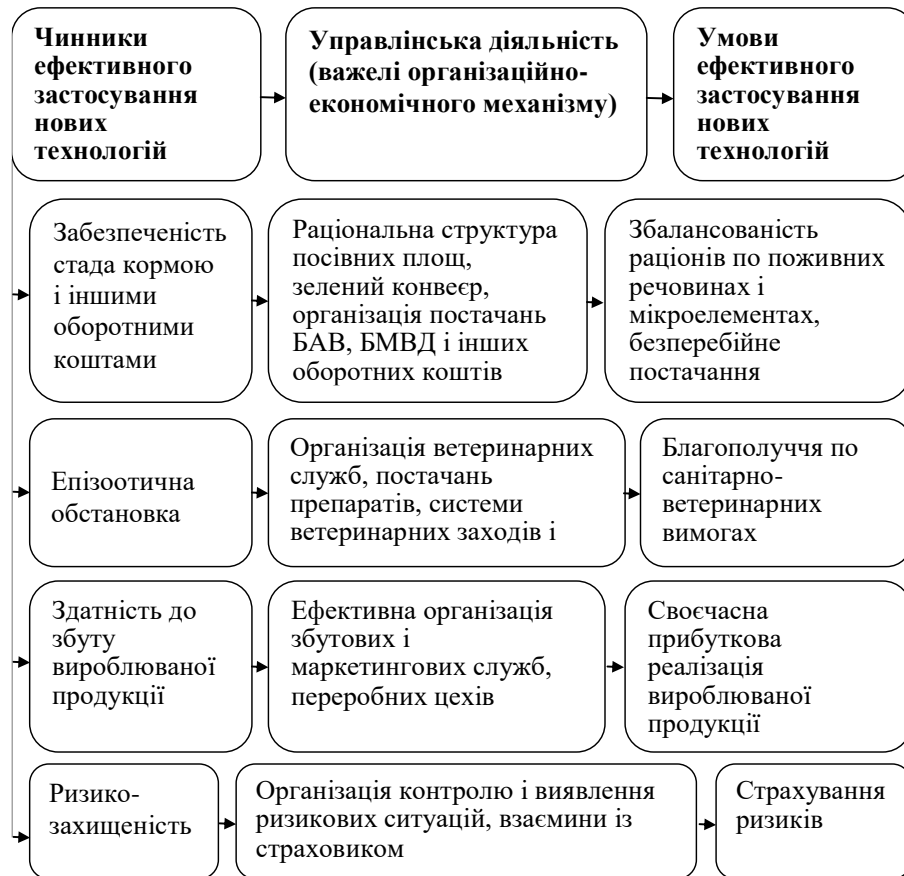 Чинники
ефективного
застосування
нових
технологій
Управлінська діяльність
(важелі організаційно-
економічного механізму)
Умови
ефективного
застосування
нових
технологій
Забезпеченість
стада кормою
і іншими
оборотними
коштами
Раціональна структура
посівних площ,
зелений конвеєр,
організація постачань
БАВ, БМВД і інших
оборотних коштів
Збалансованість
раціонів по поживних
речовинах і
мікроелементах,
безперебійне
постачання
Епізоотична
обстановка
Організація ветеринарних
служб, постачань
препаратів, системи
ветеринарних заходів і
Благополуччя по
санітарно-
ветеринарних
вимогах
Здатність до
збуту
вироблюваної
продукції
Ефективна організація
збутових і
маркетингових служб,
переробних цехів
Своєчасна
прибуткова
реалізація
вироблюваної
продукції
Ризико-
захищеність
Організація контролю і виявлення
ризикових ситуацій, взаємини із
страховиком
Страхування
ризиків